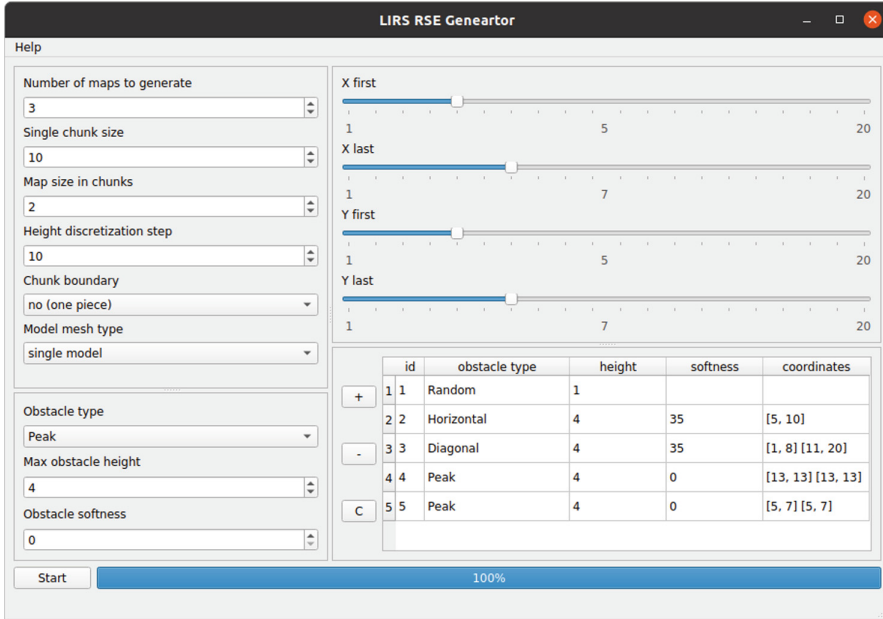 LIRS RSE Geneartor
Help
Number of maps to generate
3
Single chunk size
10
Map size in chunks
2
Height discretization step
10
Chunk boundary
no (one piece)
Model mesh type
single model
Obstacle type
Peak
Max obstacle height
4
Obstacle softness
0
X first
1 5 20
X last
1 7 20
Y first
1 5 20
Y last
1 7 20
+
-
C
id obstacle type height softness coordinates
1 1 Random 1
2 2 Horizontal 4 35 [5, 10]
3 3 Diagonal 4 35 [1, 8] [11, 20]
4 4 Peak 4 0 [13, 13] [13, 13]
5 5 Peak 4 0 [5, 7] [5, 7]
Start 100%